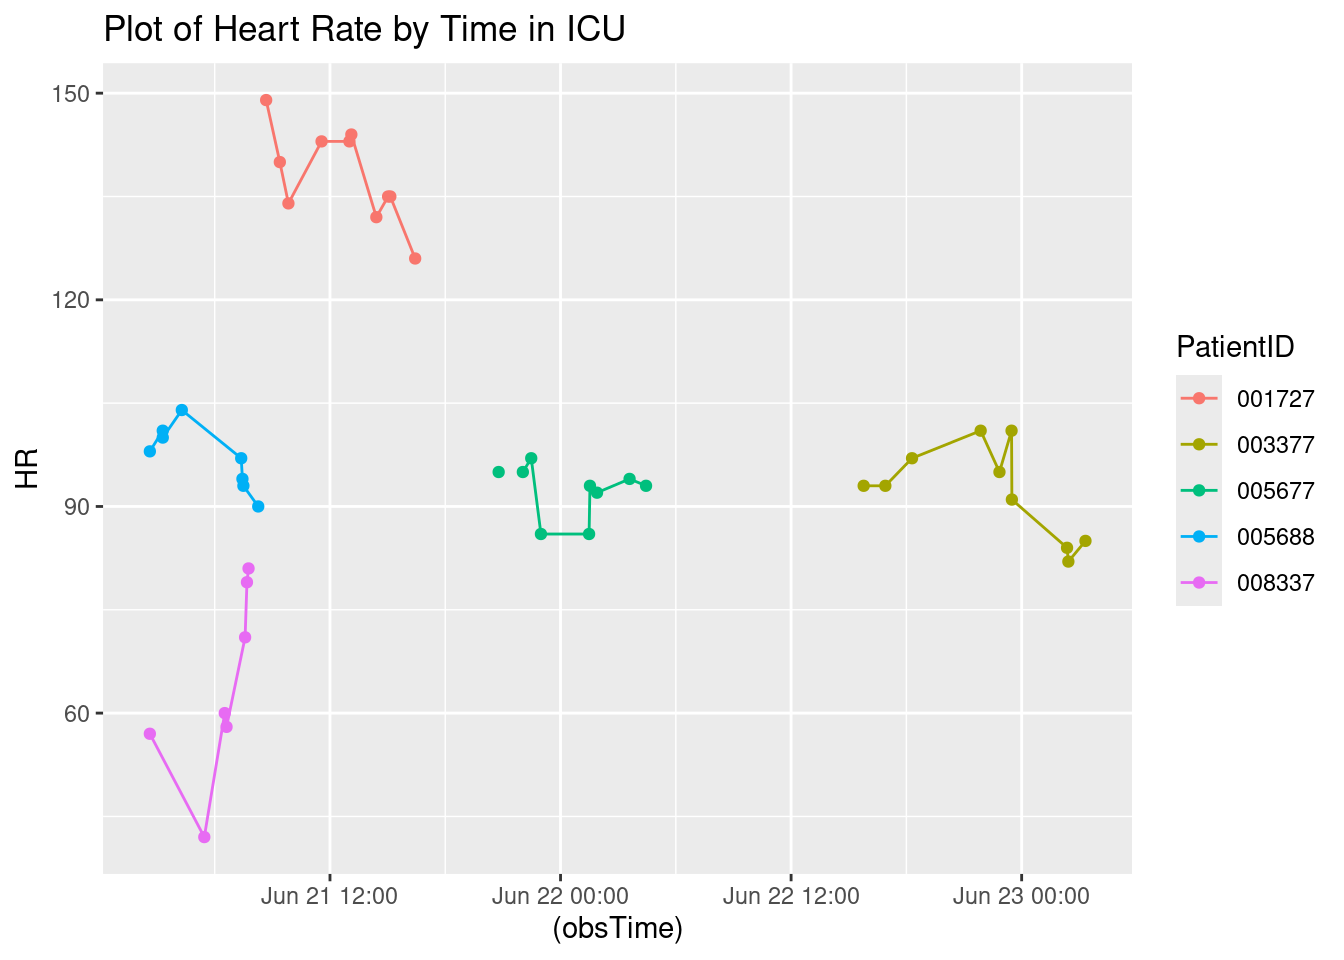 Plot of Heart Rate by Time in ICU
150
120
90
60
HR
Jun 21 12:00
Jun 22 00:00
Jun 22 12:00
Jun 23 00:00
(obsTime)
PatientID
001727
003377
005677
005688
008337